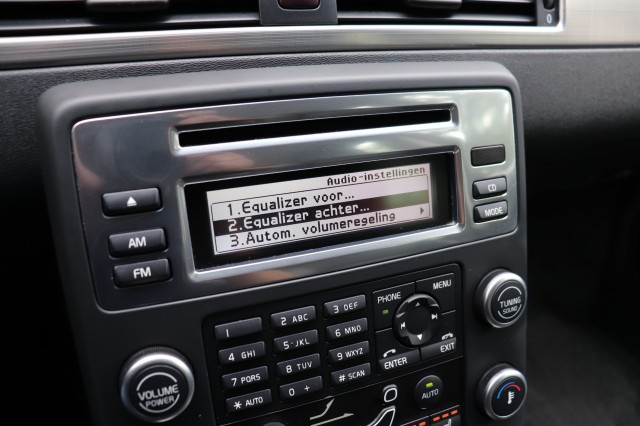 0
Audio-instellingen
1.Equalizer voor...
2.Equalizer achter...
3.Autom. volumeregeling
CD
MODE
AM
FM
PHONE
MENU
1
2 ABC
3 DEF
4 GHI
5 JKL
6 MNO
7 PQRS
8 TUV
9 WXYZ
* AUTO
0 +
# SCAN
ENTER
EXIT
TUNING
SOUND
VOLUME
POWER
AUTO